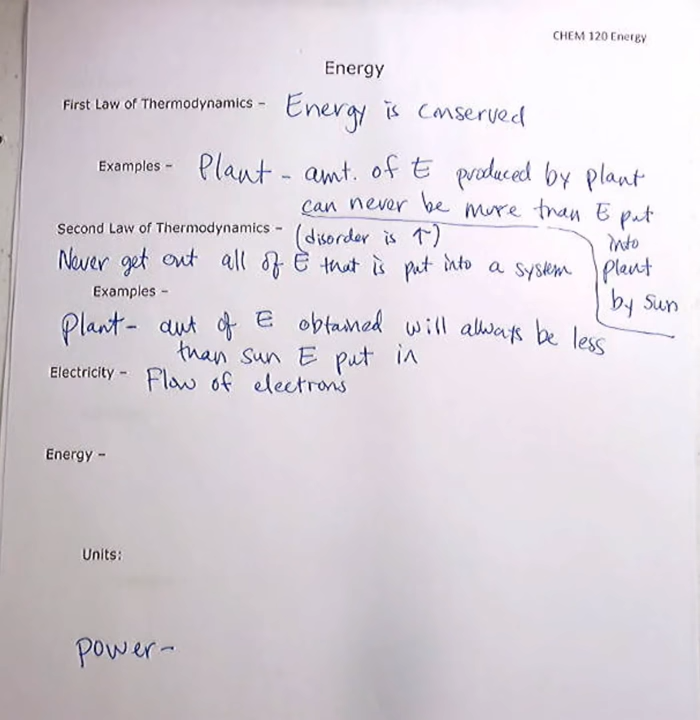 CHEM 120 Energy
Energy
First Law of Thermodynamics – Energy is conserved
Examples – Plant - amt. of E produced by plant
can never be more than E put
into
plant
by sun
Second Law of Thermodynamics – (disorder is ↑)
Never get out all of E that is put into a system
Examples –
Plant - amt of E obtained will always be less
than sun E put in
Electricity – Flow of electrons
Energy –
Units:
power -